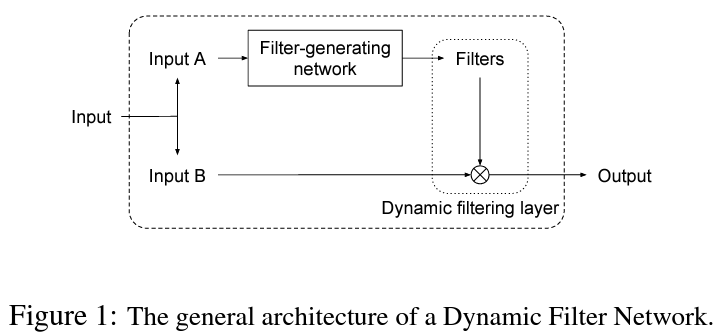 Input A
Filter-generating
network
Filters
Input
Input B
Output
Dynamic filtering layer
Figure 1: The general architecture of a Dynamic Filter Network.